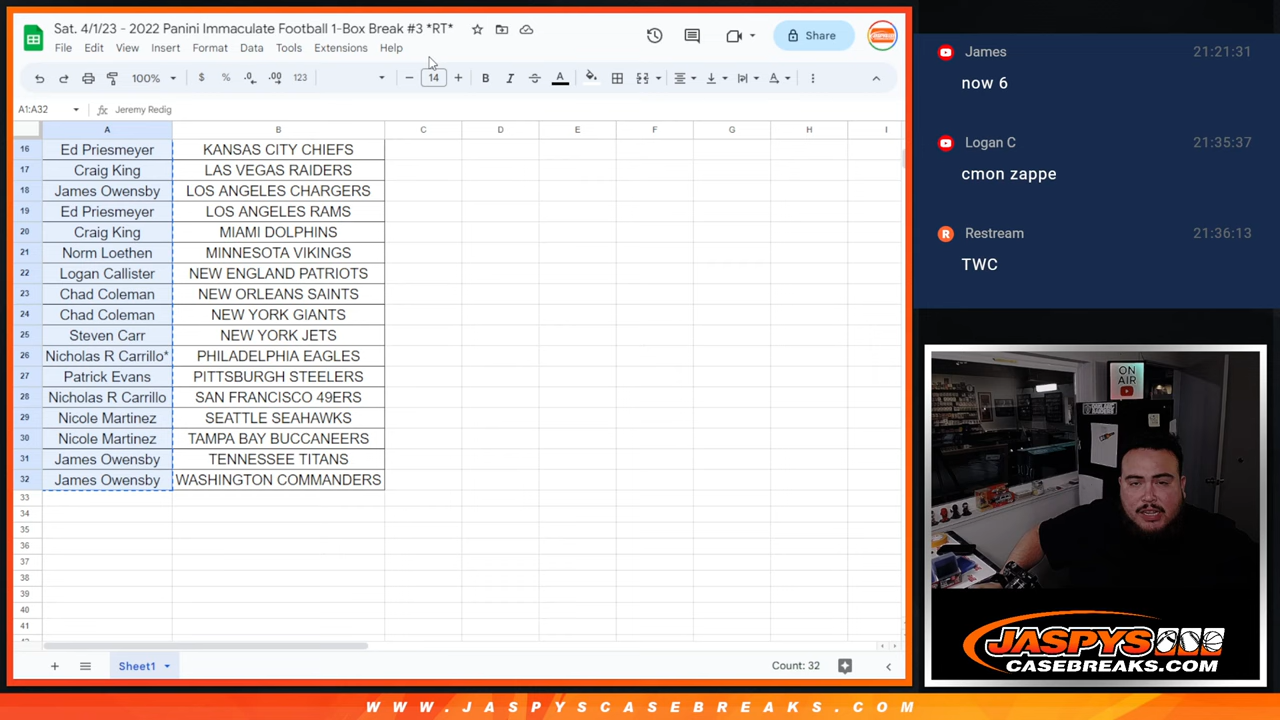 Sat. 4/1/23 - 2022 Panini Immaculate Football 1-Box Break #3 *RT*
File Edit View Insert Format Data Tools Extensions Help
Share
100% $ % .0 .00 123 14 B I A
A1:A32 fx Jeremy Redig
A B C D E F G H I
16 Ed Priesmeyer KANSAS CITY CHIEFS
17 Craig King LAS VEGAS RAIDERS
18 James Owensby LOS ANGELES CHARGERS
19 Ed Priesmeyer LOS ANGELES RAMS
20 Craig King MIAMI DOLPHINS
21 Norm Loethen MINNESOTA VIKINGS
22 Logan Callister NEW ENGLAND PATRIOTS
23 Chad Coleman NEW ORLEANS SAINTS
24 Chad Coleman NEW YORK GIANTS
25 Steven Carr NEW YORK JETS
26 Nicholas R Carrillo* PHILADELPHIA EAGLES
27 Patrick Evans PITTSBURGH STEELERS
28 Nicholas R Carrillo SAN FRANCISCO 49ERS
29 Nicole Martinez SEATTLE SEAHAWKS
30 Nicole Martinez TAMPA BAY BUCCANEERS
31 James Owensby TENNESSEE TITANS
32 James Owensby WASHINGTON COMMANDERS
33
34
35
36
37
38
39
40
41
Sheet1
Count: 32
James 21:21:31
now 6
Logan C 21:35:37
cmon zappe
R Restream 21:36:13
TWC
ON
AIR
JASPYS
CASEBREAKS.COM
WWW.JASPYSCASEBREAKS.COM